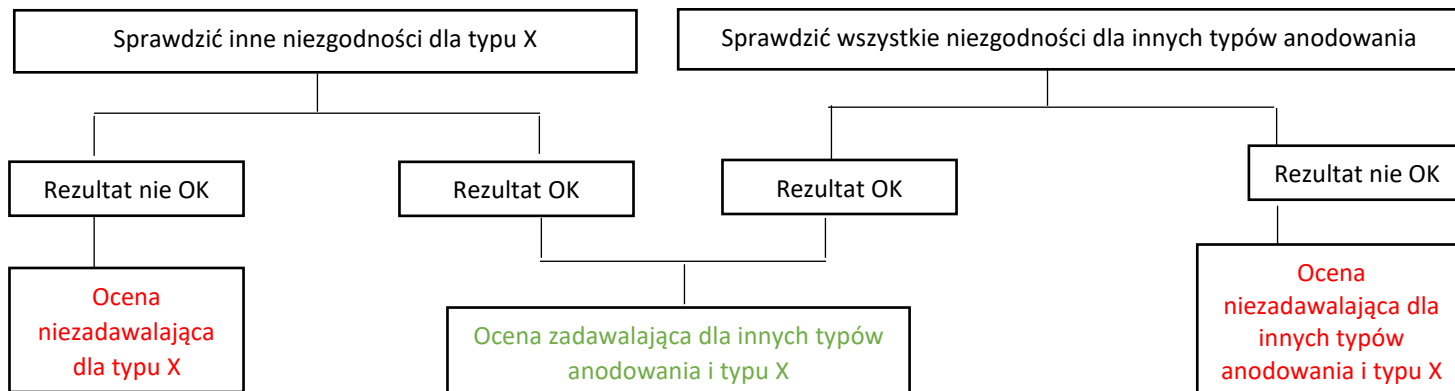 Sprawdzić inne niezgodności dla typu X
Sprawdzić wszystkie niezgodności dla innych typów anodowania
Rezultat nie OK
Rezultat OK
Rezultat OK
Rezultat nie OK
Ocena
niezadawalająca
dla typu X
Ocena zadawalająca dla innych typów
anodowania i typu X
Ocena
niezadawalająca dla
innych typów
anodowania i typu X